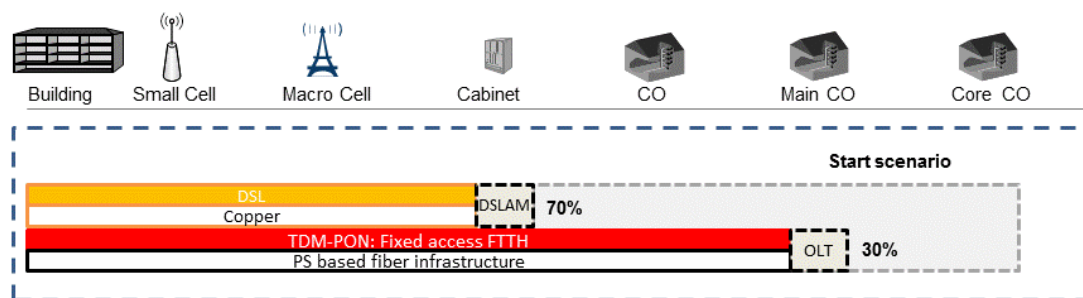 Building Small Cell Macro Cell Cabinet CO Main CO Core CO
Start scenario
DSL
Copper
DSLAM
70%
TDM-PON: Fixed access FTTH
PS based fiber infrastructure
OLT
30%